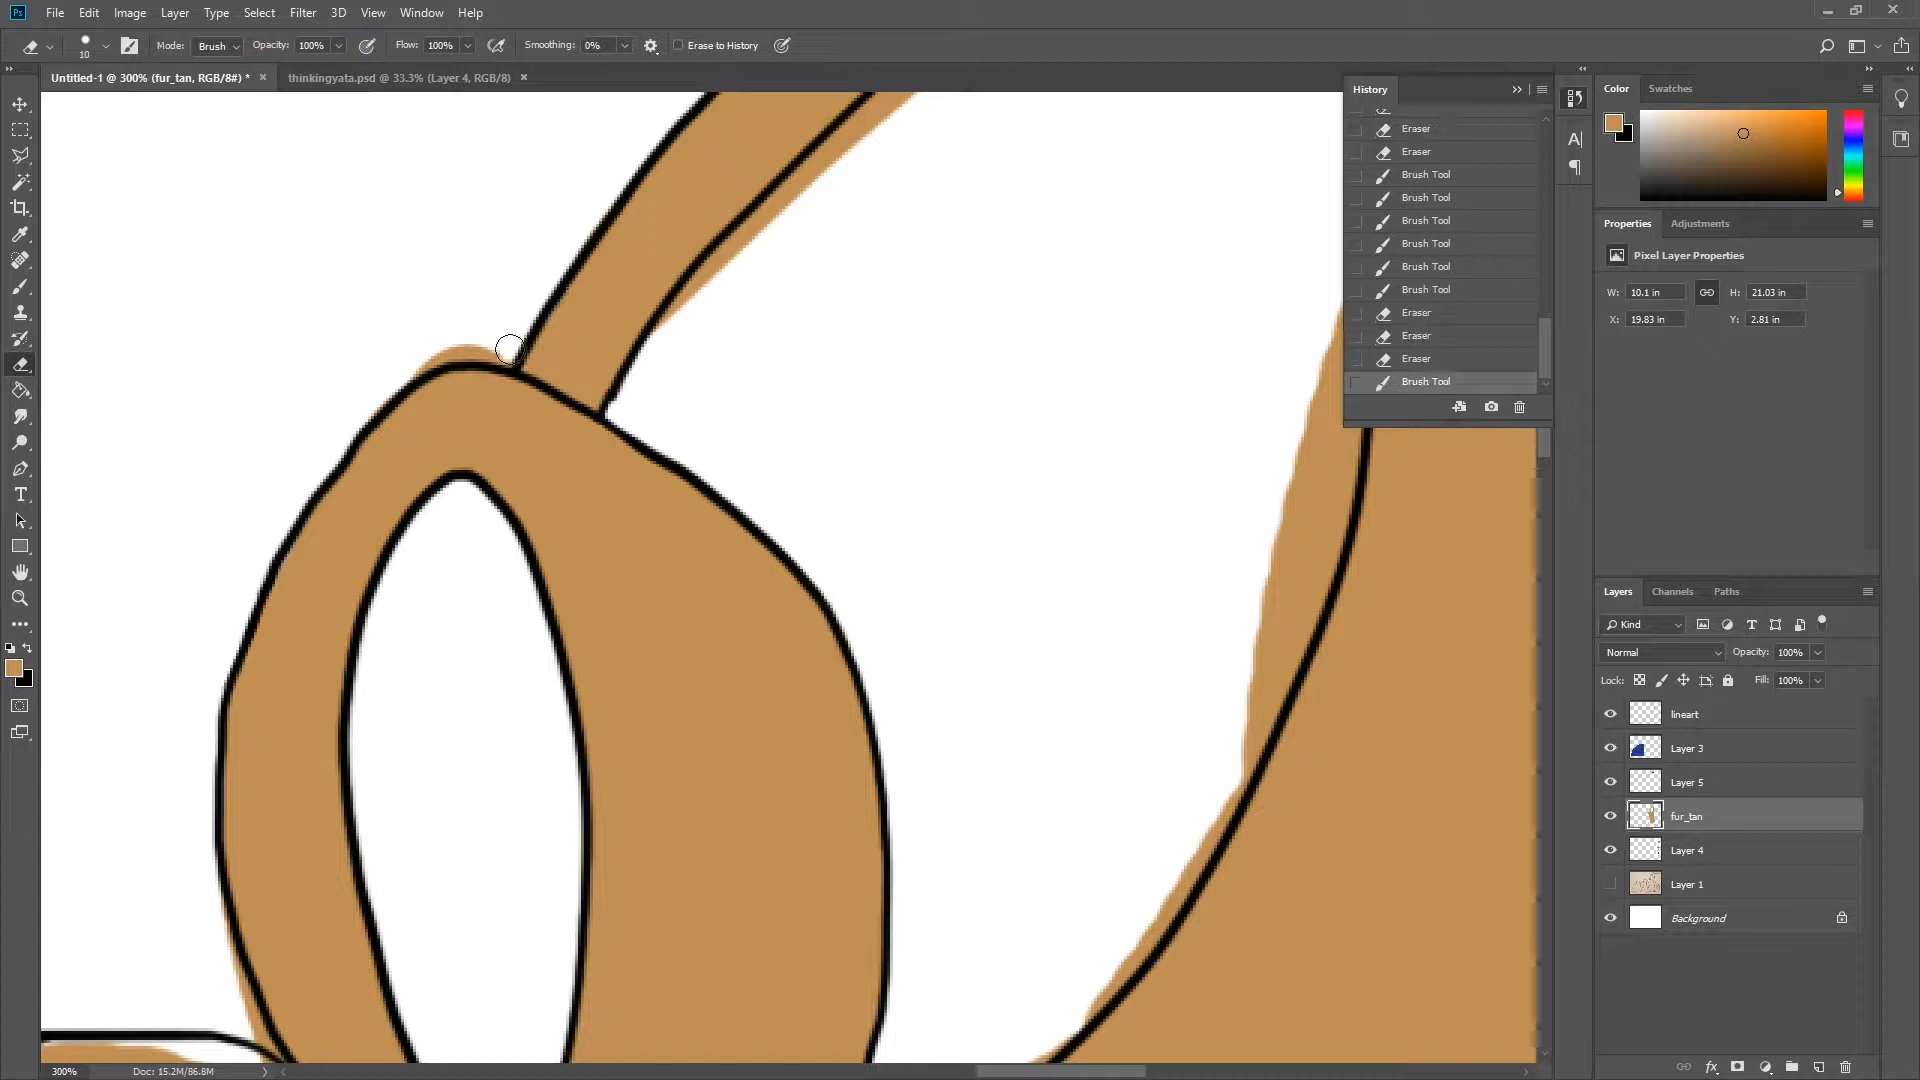 Ps File Edit Image Layer Type Select Filter 3D View Window Help
10 Mode: Brush Opacity: 100% Flow: 100% Smoothing: 0% Erase to History
Untitled-1 @ 300% (fur_tan, RGB/8#) * × thinkingyata.psd @ 33.3% (Layer 4, RGB/8) ×
History
Eraser
Eraser
Brush Tool
Brush Tool
Brush Tool
Brush Tool
Brush Tool
Brush Tool
Eraser
Eraser
Eraser
Brush Tool
Color Swatches
Properties Adjustments
Pixel Layer Properties
W: 10.1 in H: 21.03 in
X: 19.83 in Y: 2.81 in
Layers Channels Paths
Kind
Normal Opacity: 100%
Lock: Fill: 100%
lineart
Layer 3
Layer 5
fur_tan
Layer 4
Layer 1
Background
300% Doc: 15.2M/86.8M